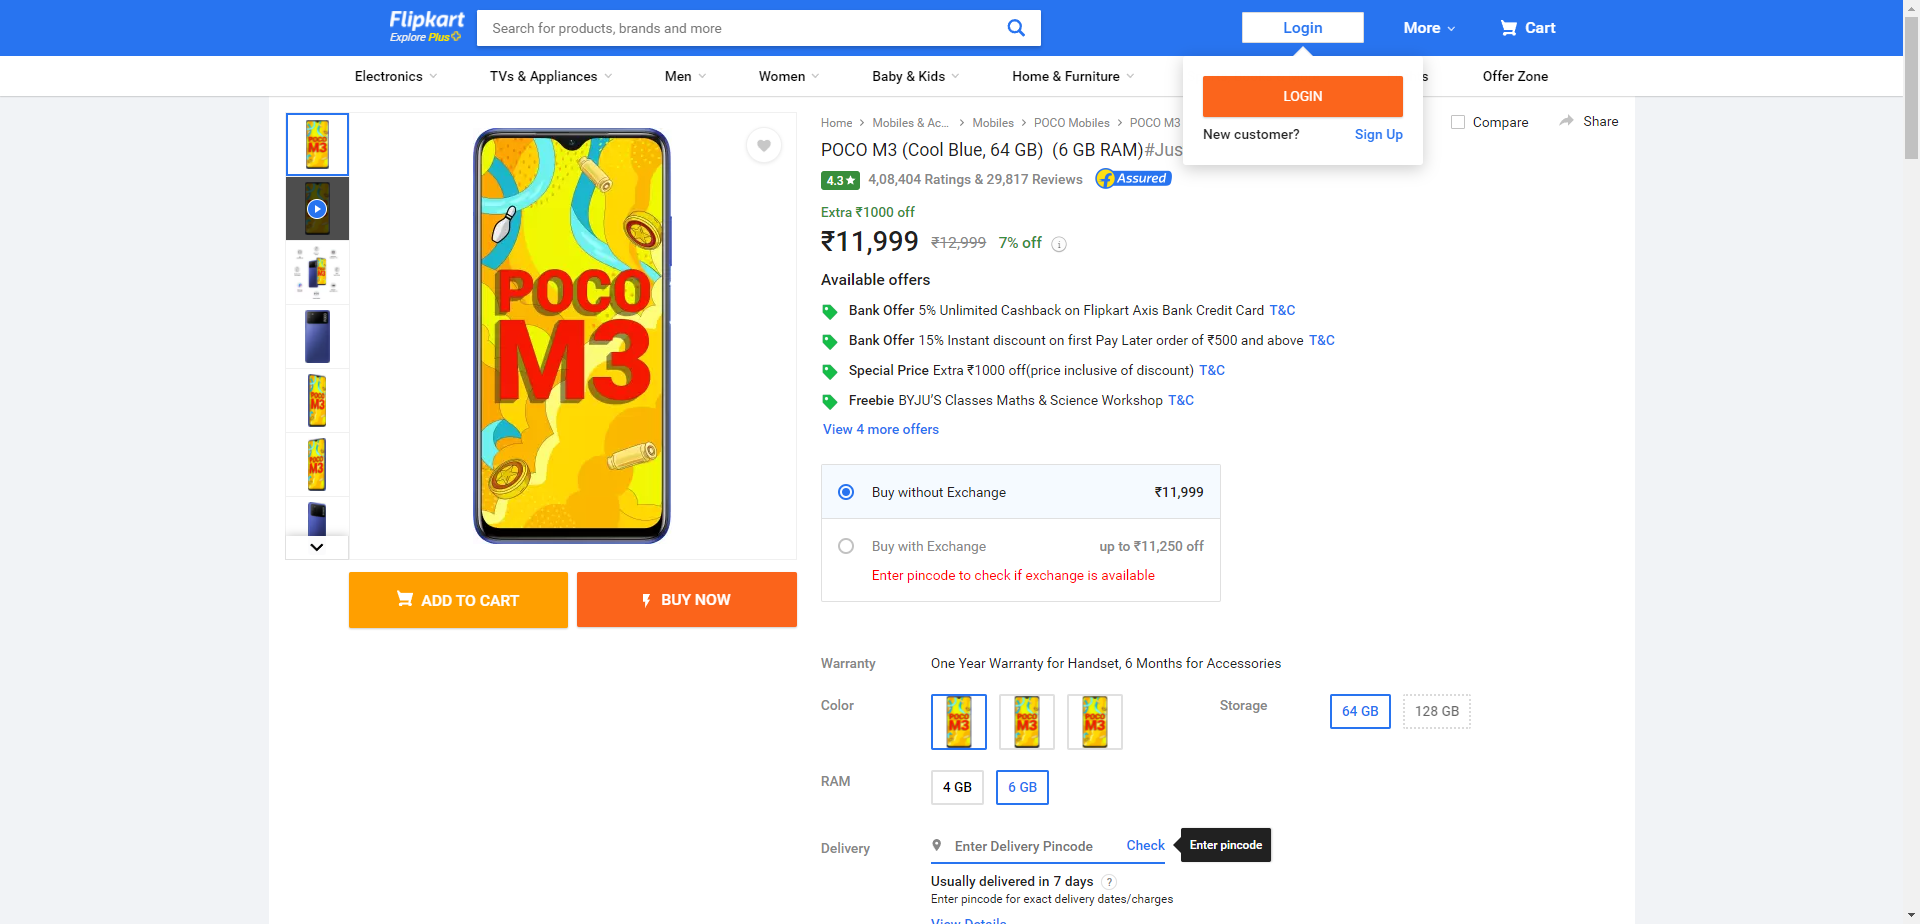 Flipkart
Explore Plus
Search for products, brands and more
Login
More
Cart
Electronics
TVs & Appliances
Men
Women
Baby & Kids
Home & Furniture
s
Offer Zone
LOGIN
New customer? Sign Up
Home
Mobiles & Ac...
Mobiles
POCO Mobiles
POCO M3
Compare
Share
POCO M3 (Cool Blue, 64 GB) (6 GB RAM)#Jus
4.3★ 4,08,404 Ratings & 29,817 Reviews Assured
Extra ₹1000 off
₹11,999 ₹12,999 7% off i
Available offers
Bank Offer 5% Unlimited Cashback on Flipkart Axis Bank Credit Card T&C
Bank Offer 15% Instant discount on first Pay Later order of ₹500 and above T&C
Special Price Extra ₹1000 off(price inclusive of discount) T&C
Freebie BYJU'S Classes Maths & Science Workshop T&C
View 4 more offers
POCO
M3
ADD TO CART
BUY NOW
Buy without Exchange ₹11,999
Buy with Exchange up to ₹11,250 off
Enter pincode to check if exchange is available
Warranty One Year Warranty for Handset, 6 Months for Accessories
Color
POCO
M3
POCO
M3
POCO
M3
Storage 64 GB 128 GB
RAM 4 GB 6 GB
Delivery Enter Delivery Pincode Check Enter pincode
Usually delivered in 7 days ?
Enter pincode for exact delivery dates/charges
View Details